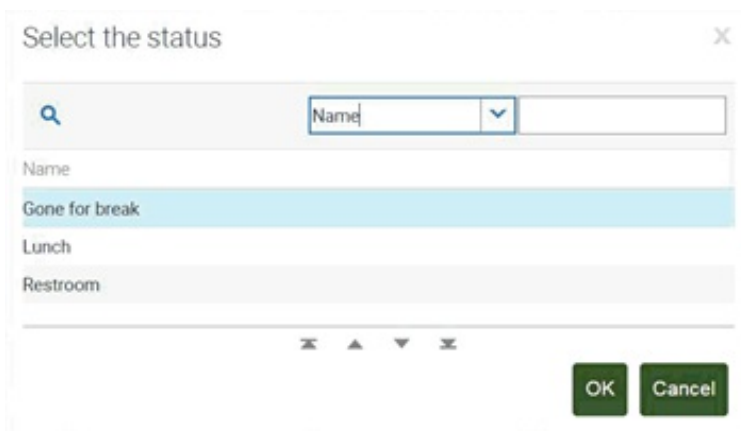 Select the status
Name
Name
Gone for break
Lunch
Restroom
OK Cancel